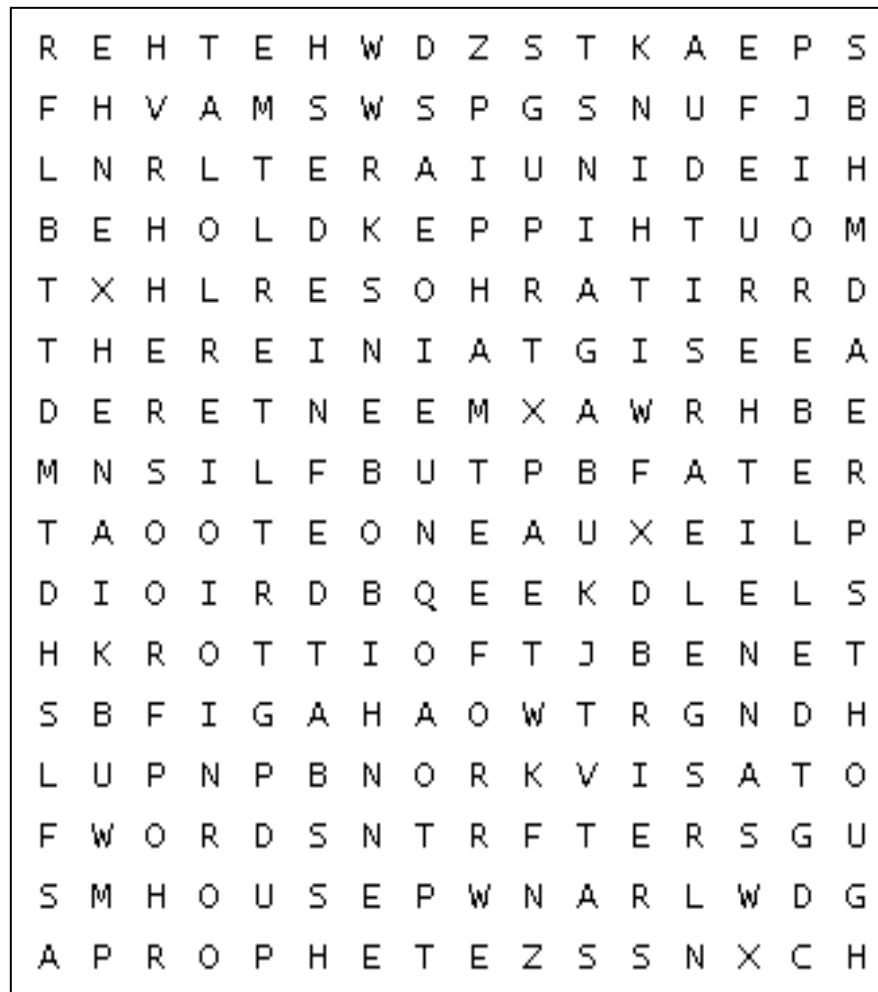 R E H T E H W D Z S T K A E P S
F H V A M S W S P G S N U F J B
L N R L T E R A I U N I D E I H
B E H O L D K E P P I H T U O M
T X H L R E S O H R A T I R R D
T H E R E I N I A T G I S E E A
D E R E T N E E M X A W R H B E
M N S I L F B U T P B F A T E R
T A O O T E O N E A U X E I L P
D I O I R D B Q E E K D L E L S
H K R O T T I O F T J B E N E T
S B F I G A H A O W T R G N D H
L U P N P B N O R K V I S A T O
F W O R D S N T R F T E R S G U
S M H O U S E P W N A R L W D G
A P R O P H E T E Z S S N X C H